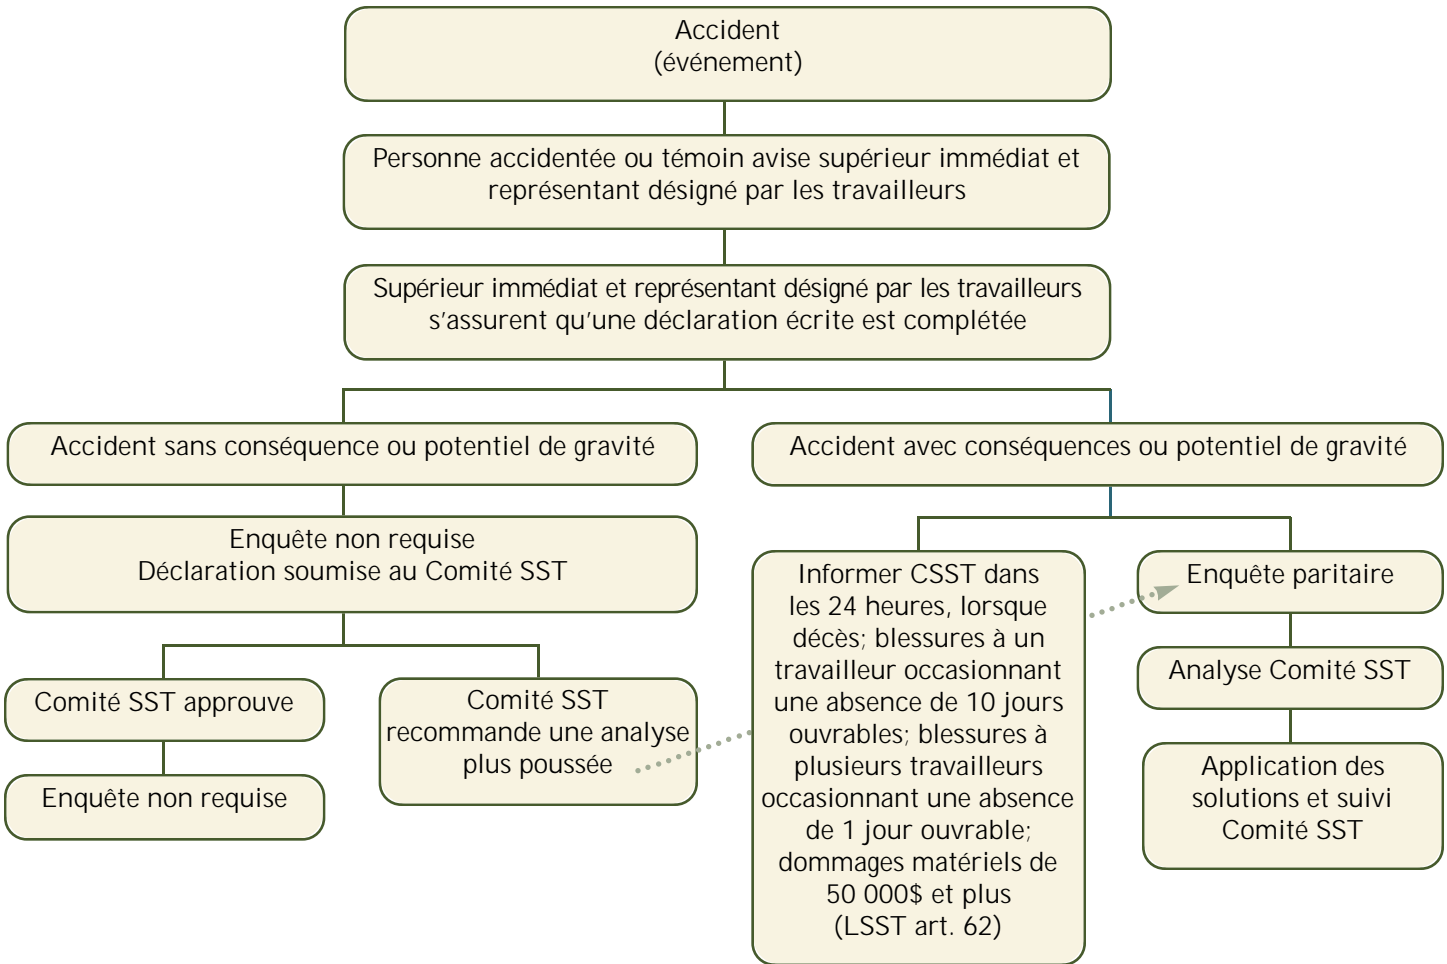 Accident
(événement)
Personne accidentée ou témoin avise supérieur immédiat et
représentant désigné par les travailleurs
Supérieur immédiat et représentant désigné par les travailleurs
s'assurent qu'une déclaration écrite est complétée
Accident sans conséquence ou potentiel de gravité
Enquête non requise
Déclaration soumise au Comité SST
Comité SST approuve
Enquête non requise
Comité SST
recommande une analyse
plus poussée
Accident avec conséquences ou potentiel de gravité
Informer CSST dans
les 24 heures, lorsque
décès; blessures à un
travailleur occasionnant
une absence de 10 jours
ouvrables; blessures à
plusieurs travailleurs
occasionnant une absence
de 1 jour ouvrable;
dommages matériels de
50 000$ et plus
(LSST art. 62)
Enquête paritaire
Analyse Comité SST
Application des
solutions et suivi
Comité SST